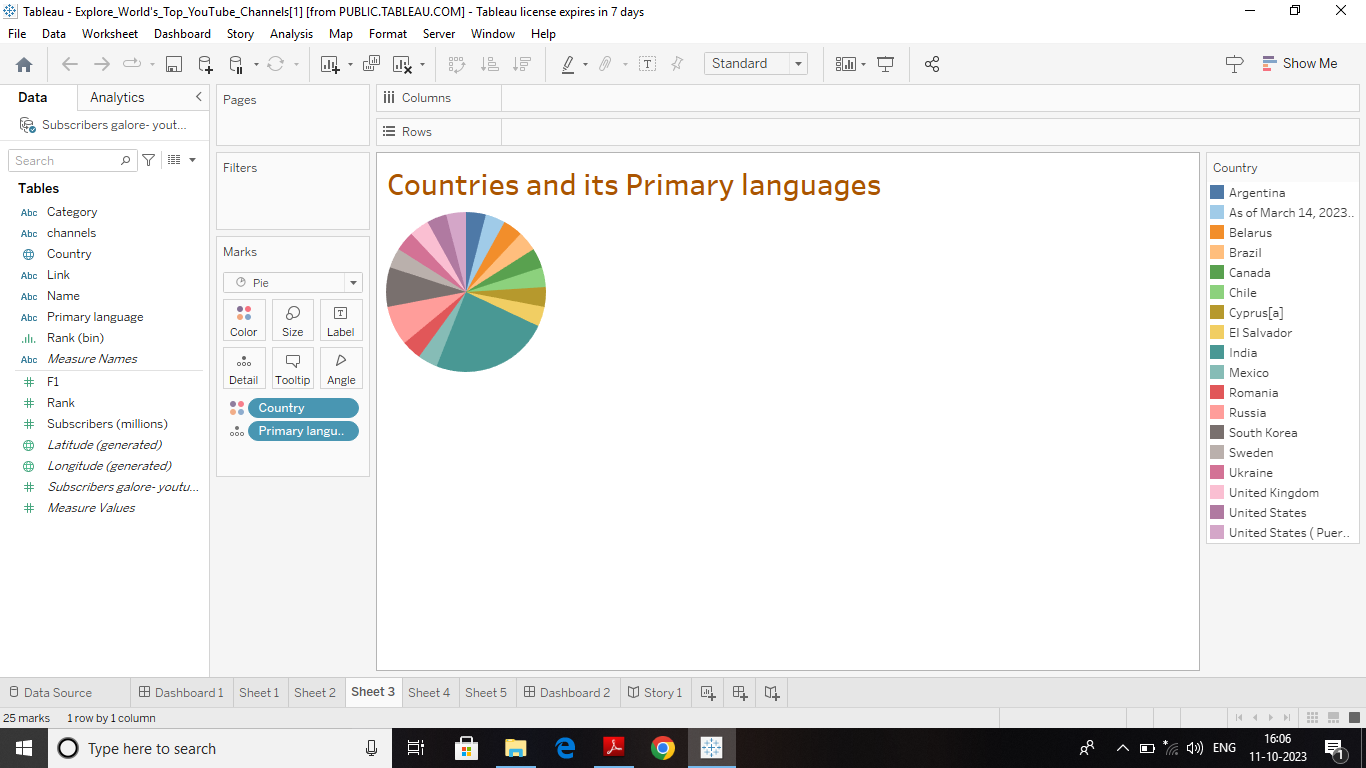 Tableau - Explore_World's_Top_YouTube_Channels[1] [from PUBLIC.TABLEAU.COM] - Tableau license expires in 7 days
File Data Worksheet Dashboard Story Analysis Map Format Server Window Help
Standard
Show Me
Data Analytics
Subscribers galore- yout...
Search
Tables
Abc Category
Abc channels
Country
Abc Link
Abc Name
Abc Primary language
Rank (bin)
Abc Measure Names
F1
Rank
Subscribers (millions)
Latitude (generated)
Longitude (generated)
Subscribers galore- youtu...
Measure Values
Pages
Filters
Marks
Pie
Color Size Label
Detail Tooltip Angle
Country
Primary langu..
Columns
Rows
Countries and its Primary languages
Country
Argentina
As of March 14, 2023..
Belarus
Brazil
Canada
Chile
Cyprus[a]
El Salvador
India
Mexico
Romania
Russia
South Korea
Sweden
Ukraine
United Kingdom
United States
United States ( Puer..
Data Source Dashboard 1 Sheet 1 Sheet 2 Sheet 3 Sheet 4 Sheet 5 Dashboard 2 Story 1
25 marks 1 row by 1 column
Type here to search
ENG
16:06
11-10-2023
1